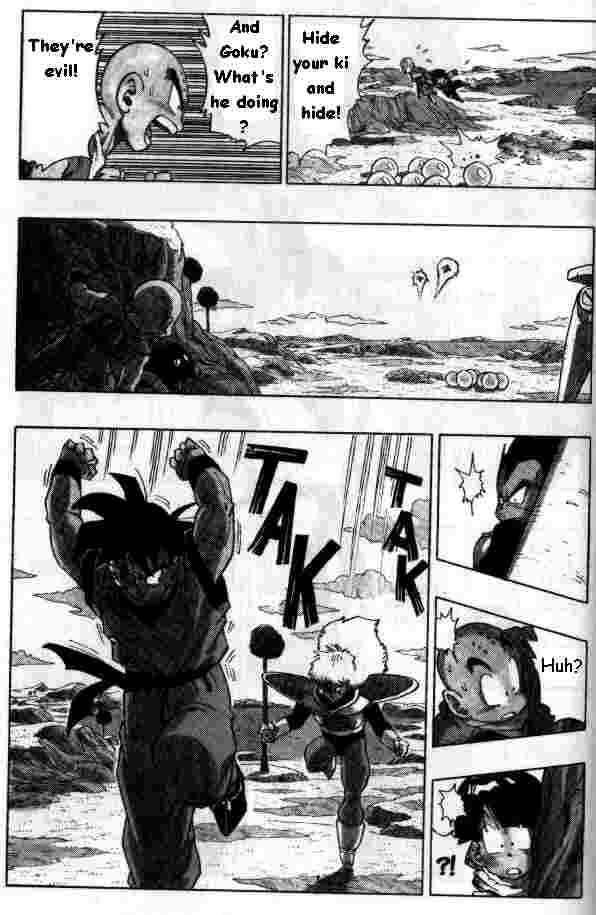 Hide
your ki
and
hide!
And
Goku?
What's
he doing
?
They're
evil!
TAK
TAK
Huh?
?!